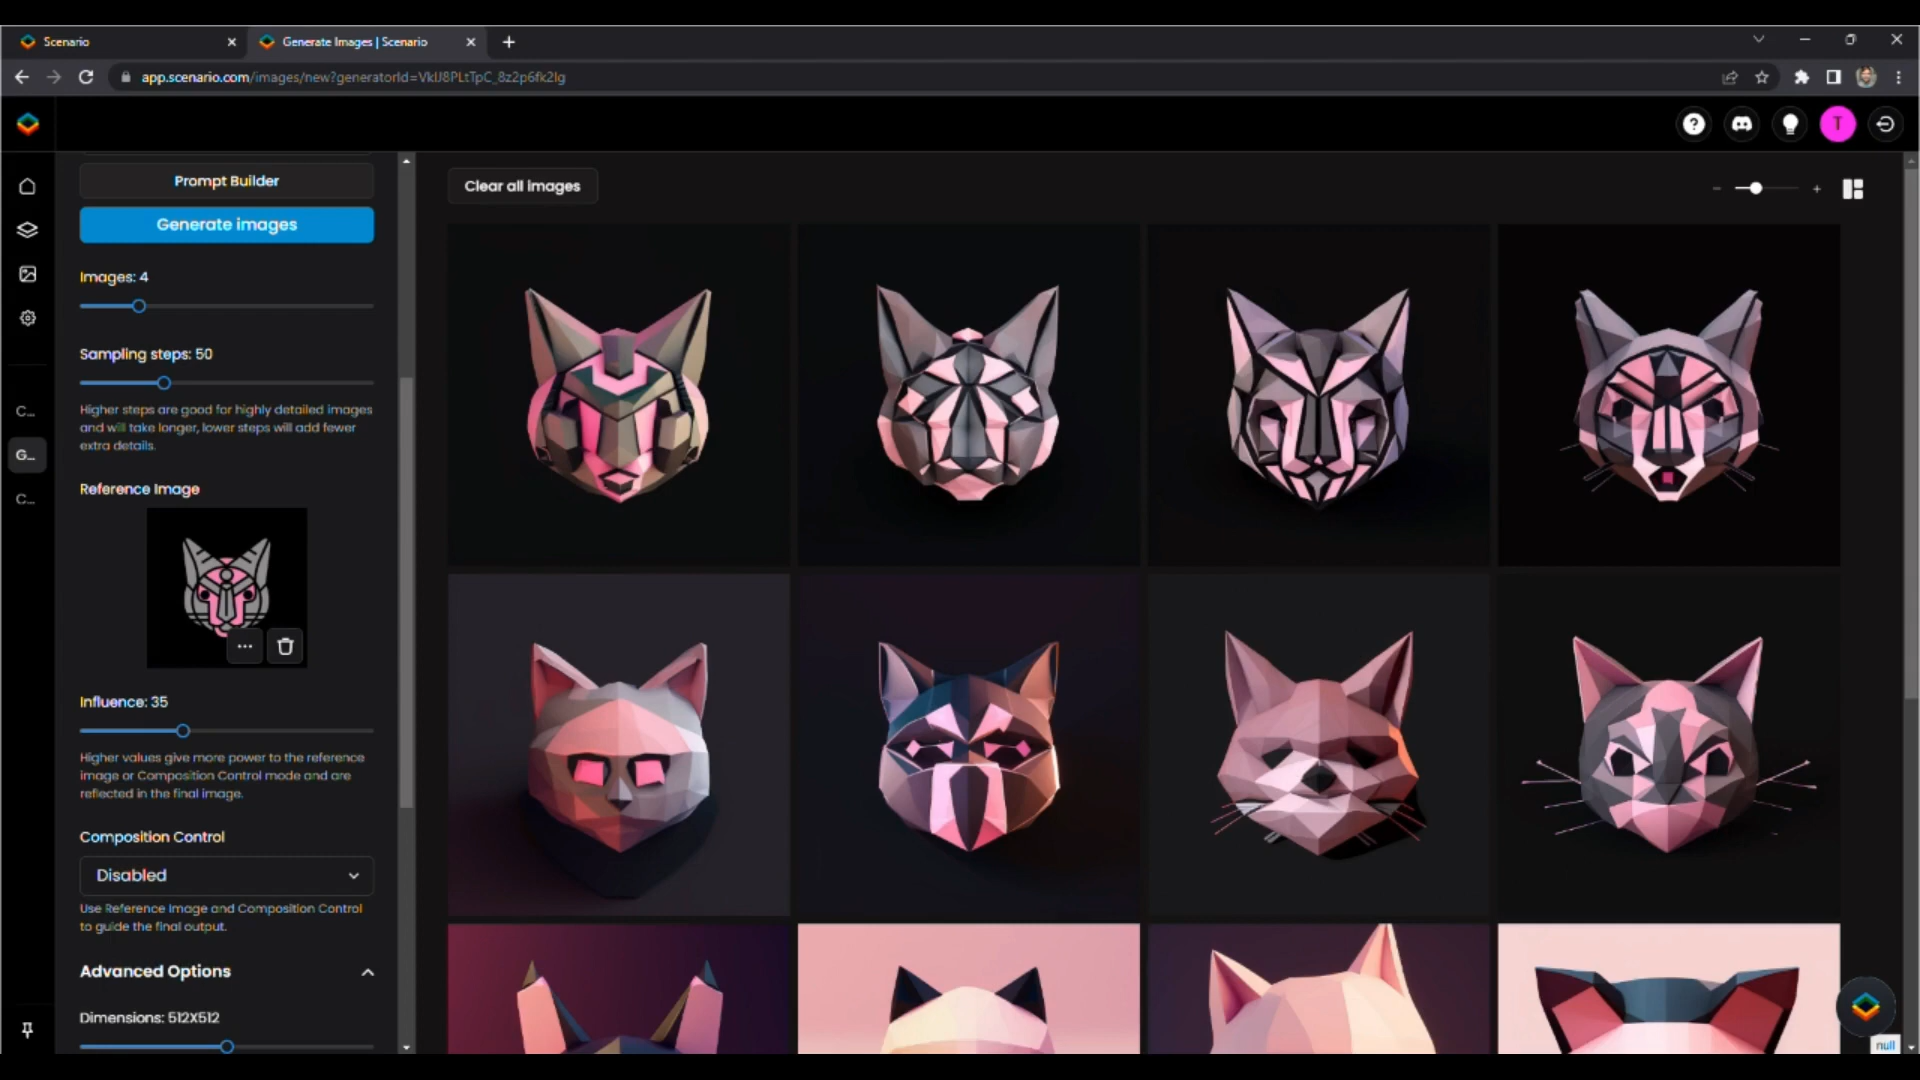 Scenario
Generate Images | Scenario
app.scenario.com/images/new?generatorId=VkIJ8PLtTpC_8z2p6fk2Ig
T
Prompt Builder
Generate images
Images: 4
Sampling steps: 50
Higher steps are good for highly detailed images
and will take longer, lower steps will add fewer
extra details.
C...
G...
C...
Reference Image
Influence: 35
Higher values give more power to the reference
image or Composition Control mode and are
reflected in the final image.
Composition Control
Disabled
Use Reference Image and Composition Control
to guide the final output.
Advanced Options
Dimensions: 512X512
Clear all images
null